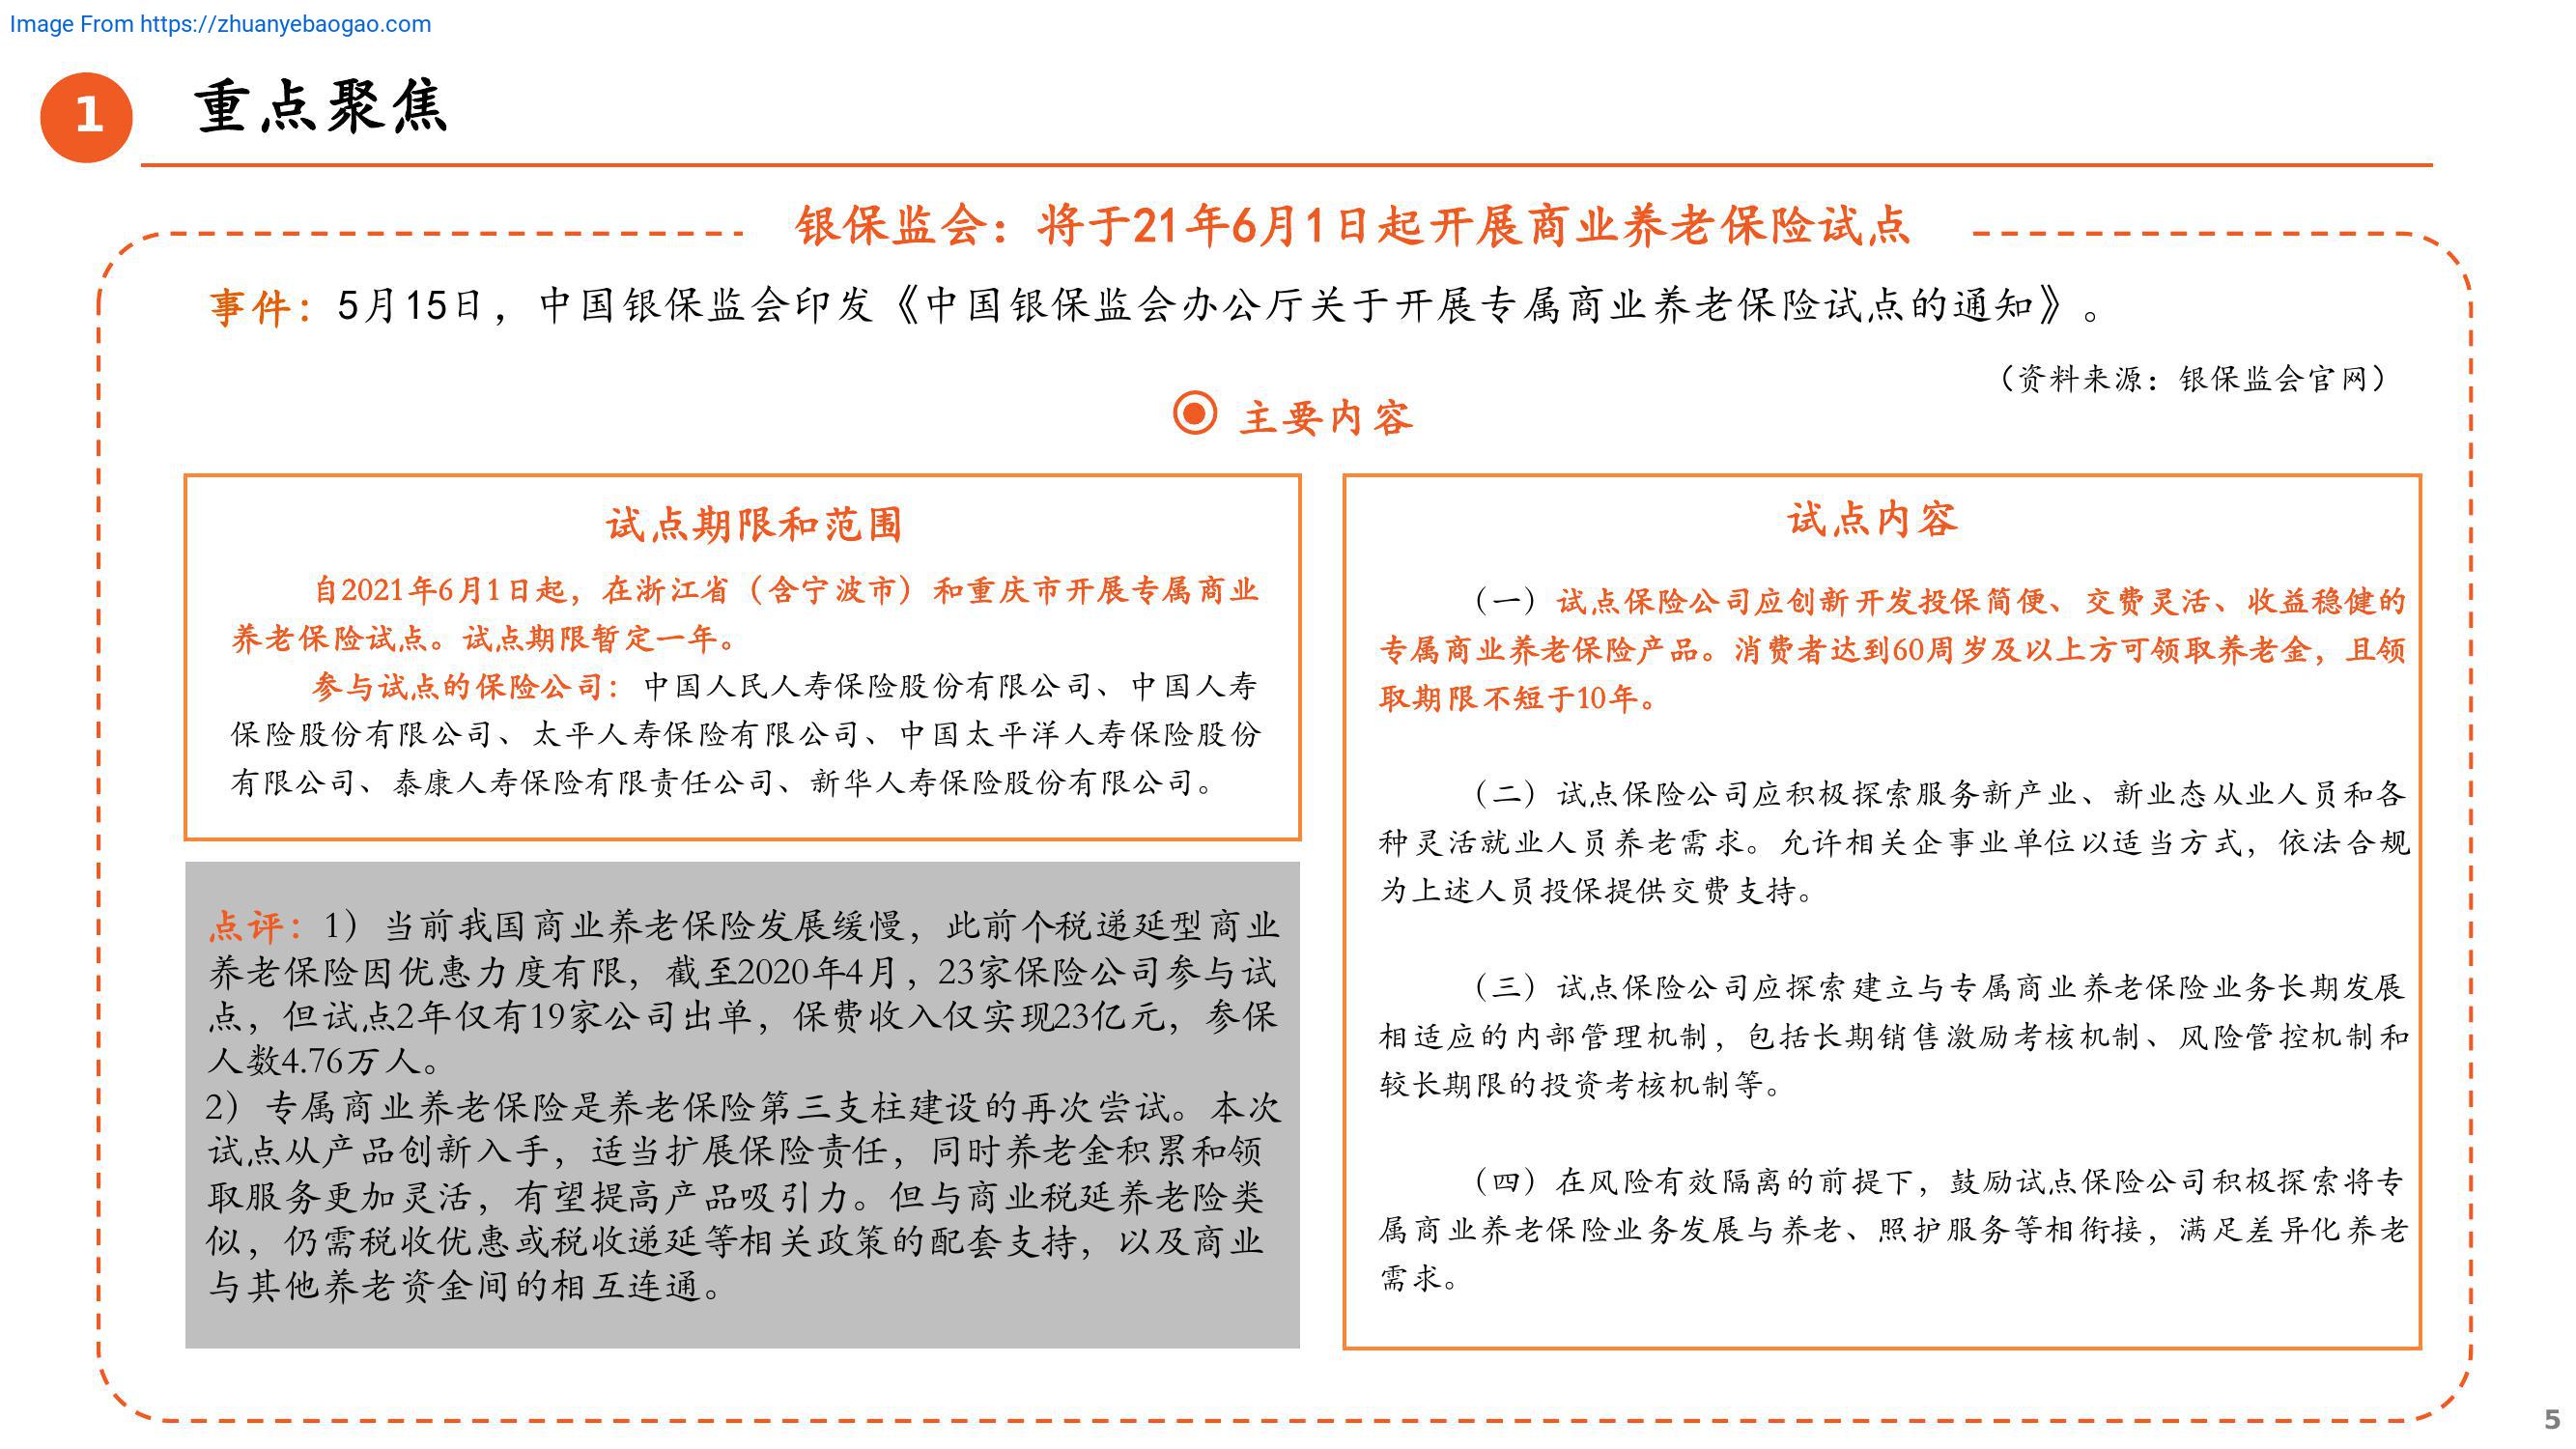 Image From https://zhuanyebaogao.com
1
重点聚焦
银保监会：将于21年6月1日起开展商业养老保险试点
事件：5月15日，中国银保监会印发《中国银保监会办公厅关于开展专属商业养老保险试点的通知》。
（资料来源：银保监会官网）
主要内容
试点期限和范围
自2021年6月1日起，在浙江省（含宁波市）和重庆市开展专属商业
养老保险试点。试点期限暂定一年。
参与试点的保险公司：中国人民人寿保险股份有限公司、中国人寿
保险股份有限公司、太平人寿保险有限公司、中国太平洋人寿保险股份
有限公司、泰康人寿保险有限责任公司、新华人寿保险股份有限公司。
点评：1）当前我国商业养老保险发展缓慢，此前个税递延型商业
养老保险因优惠力度有限，截至2020年4月，23家保险公司参与试
点，但试点2年仅有19家公司出单，保费收入仅实现23亿元，参保
人数4.76万人。
2）专属商业养老保险是养老保险第三支柱建设的再次尝试。本次
试点从产品创新入手，适当扩展保险责任，同时养老金积累和领
取服务更加灵活，有望提高产品吸引力。但与商业税延养老险类
似，仍需税收优惠或税收递延等相关政策的配套支持，以及商业
与其他养老资金间的相互连通。
试点内容
（一）试点保险公司应创新开发投保简便、交费灵活、收益稳健的
专属商业养老保险产品。消费者达到60周岁及以上方可领取养老金，且领
取期限不短于10年。
（二）试点保险公司应积极探索服务新产业、新业态从业人员和各
种灵活就业人员养老需求。允许相关企事业单位以适当方式，依法合规
为上述人员投保提供交费支持。
（三）试点保险公司应探索建立与专属商业养老保险业务长期发展
相适应的内部管理机制，包括长期销售激励考核机制、风险管控机制和
较长期限的投资考核机制等。
（四）在风险有效隔离的前提下，鼓励试点保险公司积极探索将专
属商业养老保险业务发展与养老、照护服务等相衔接，满足差异化养老
需求。
5